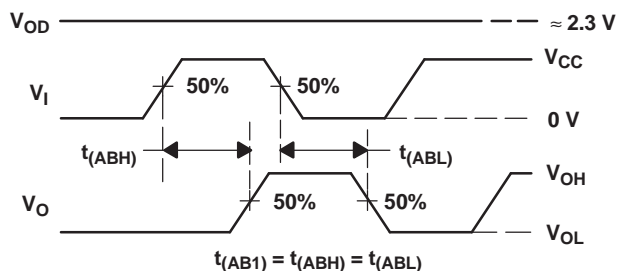 VOD
≈ 2.3 V
VCC
VI
50%
50%
0 V
t(ABH)
t(ABL)
VOH
VO
50%
50%
VOL
t(AB1) = t(ABH) = t(ABL)